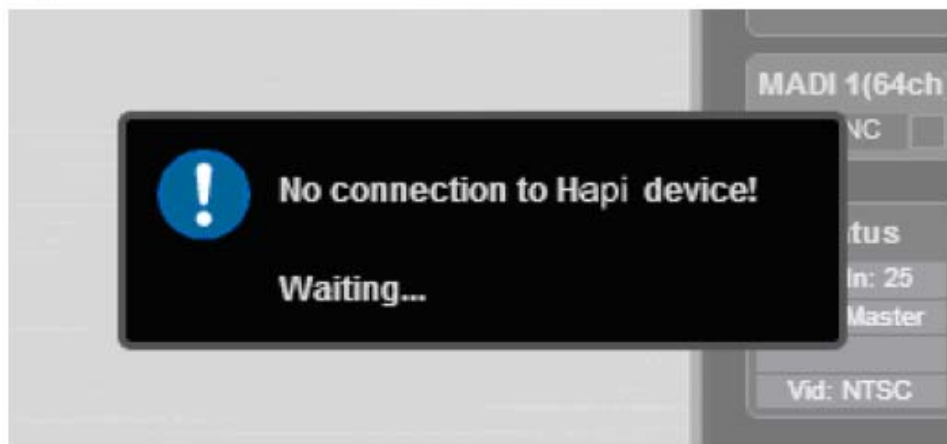 MADI 1(64ch
NC
No connection to Hapi device!
Waiting...
tus
In: 25
Master
Vid: NTSC